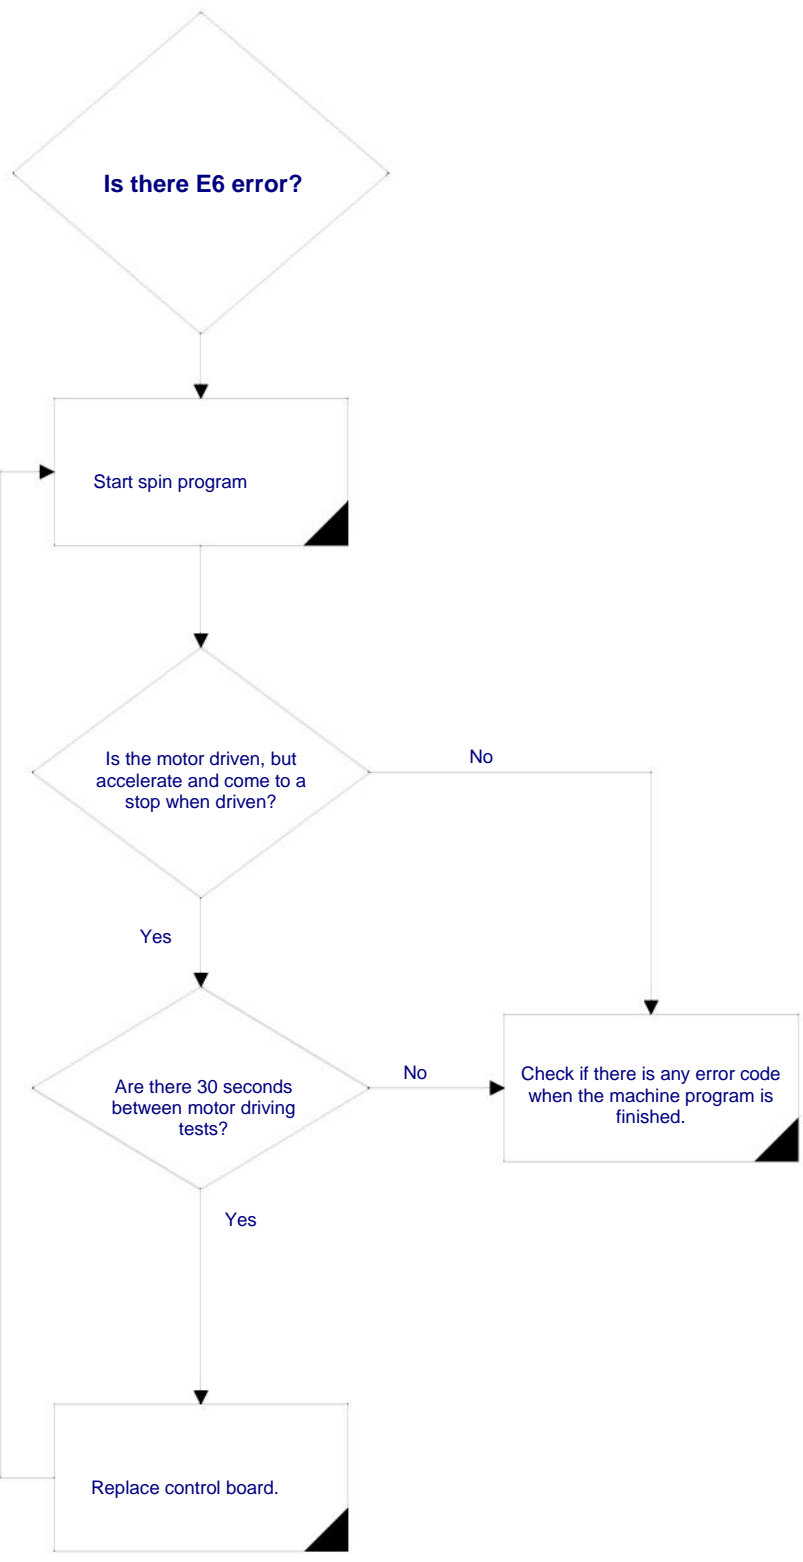 Is there E6 error?
Start spin program
Is the motor driven, but
accelerate and come to a
stop when driven?
No
Yes
Are there 30 seconds
between motor driving
tests?
No
Check if there is any error code
when the machine program is
finished.
Yes
Replace control board.